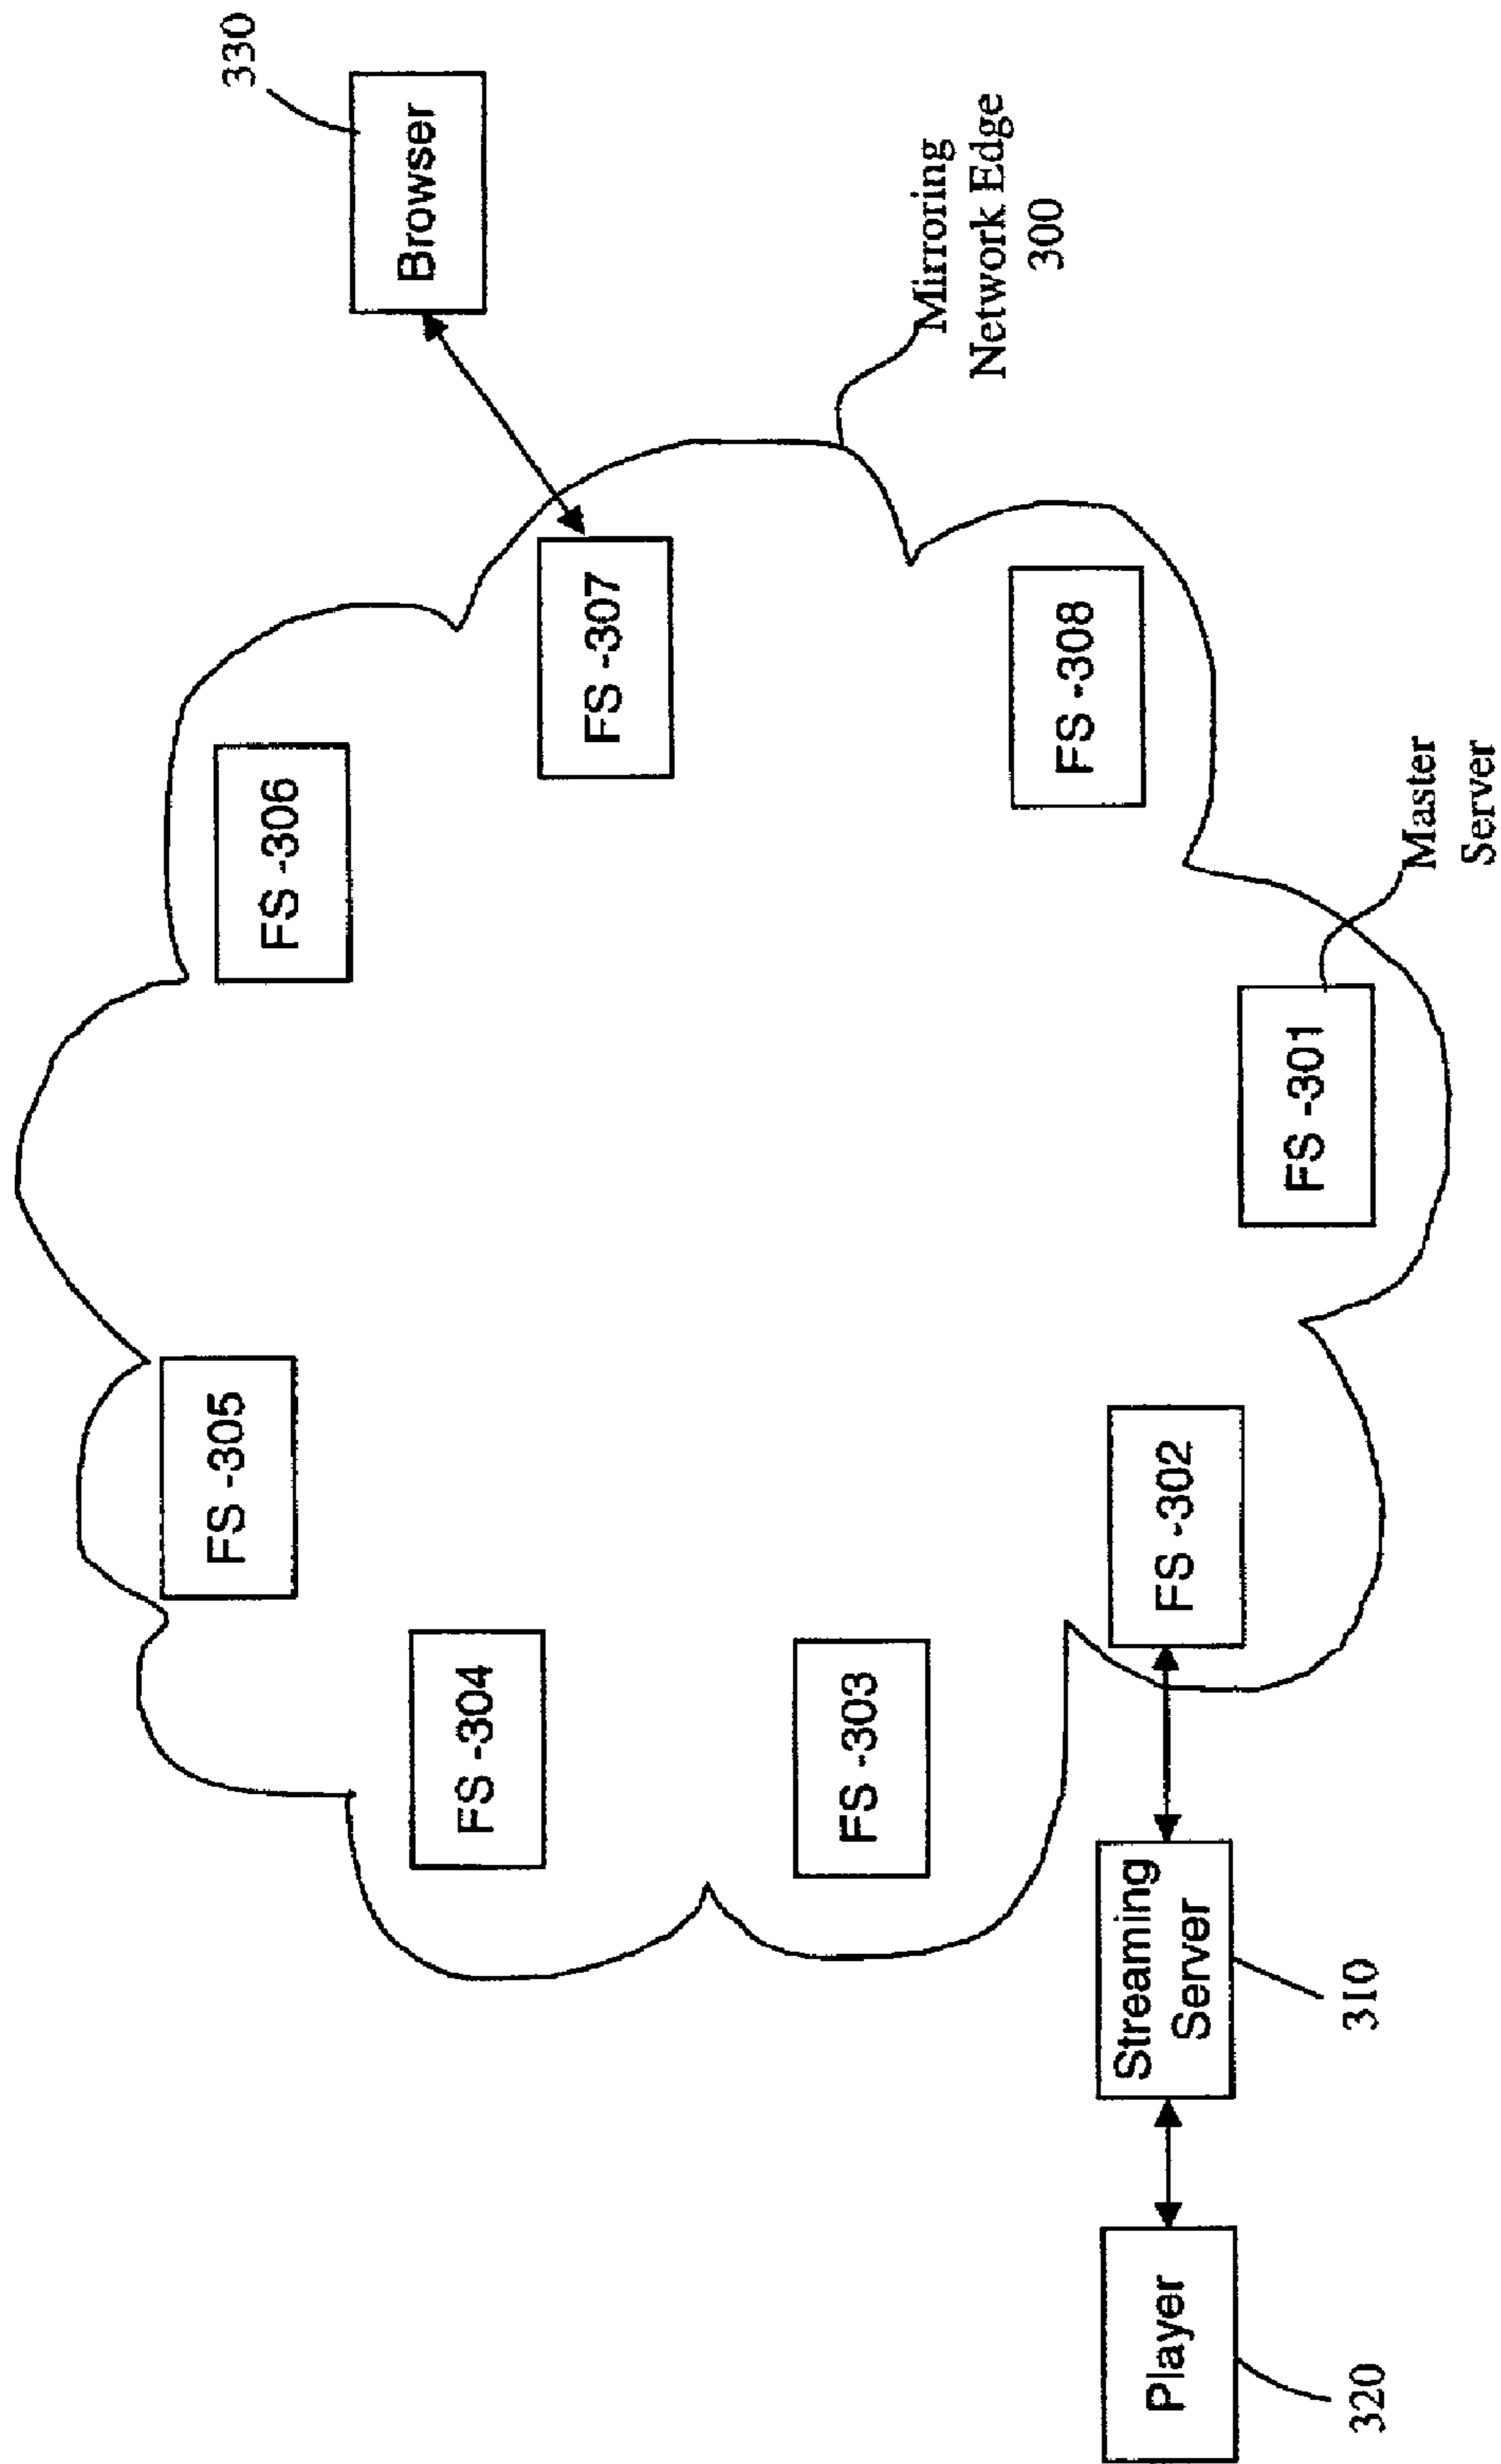 330
Browser
Mirroring
Network Edge
300
FS -306
FS -307
FS -305
FS -308
FS -304
Master
Server
FS -303
FS -301
FS -302
Streaming
Server
310
Player
320